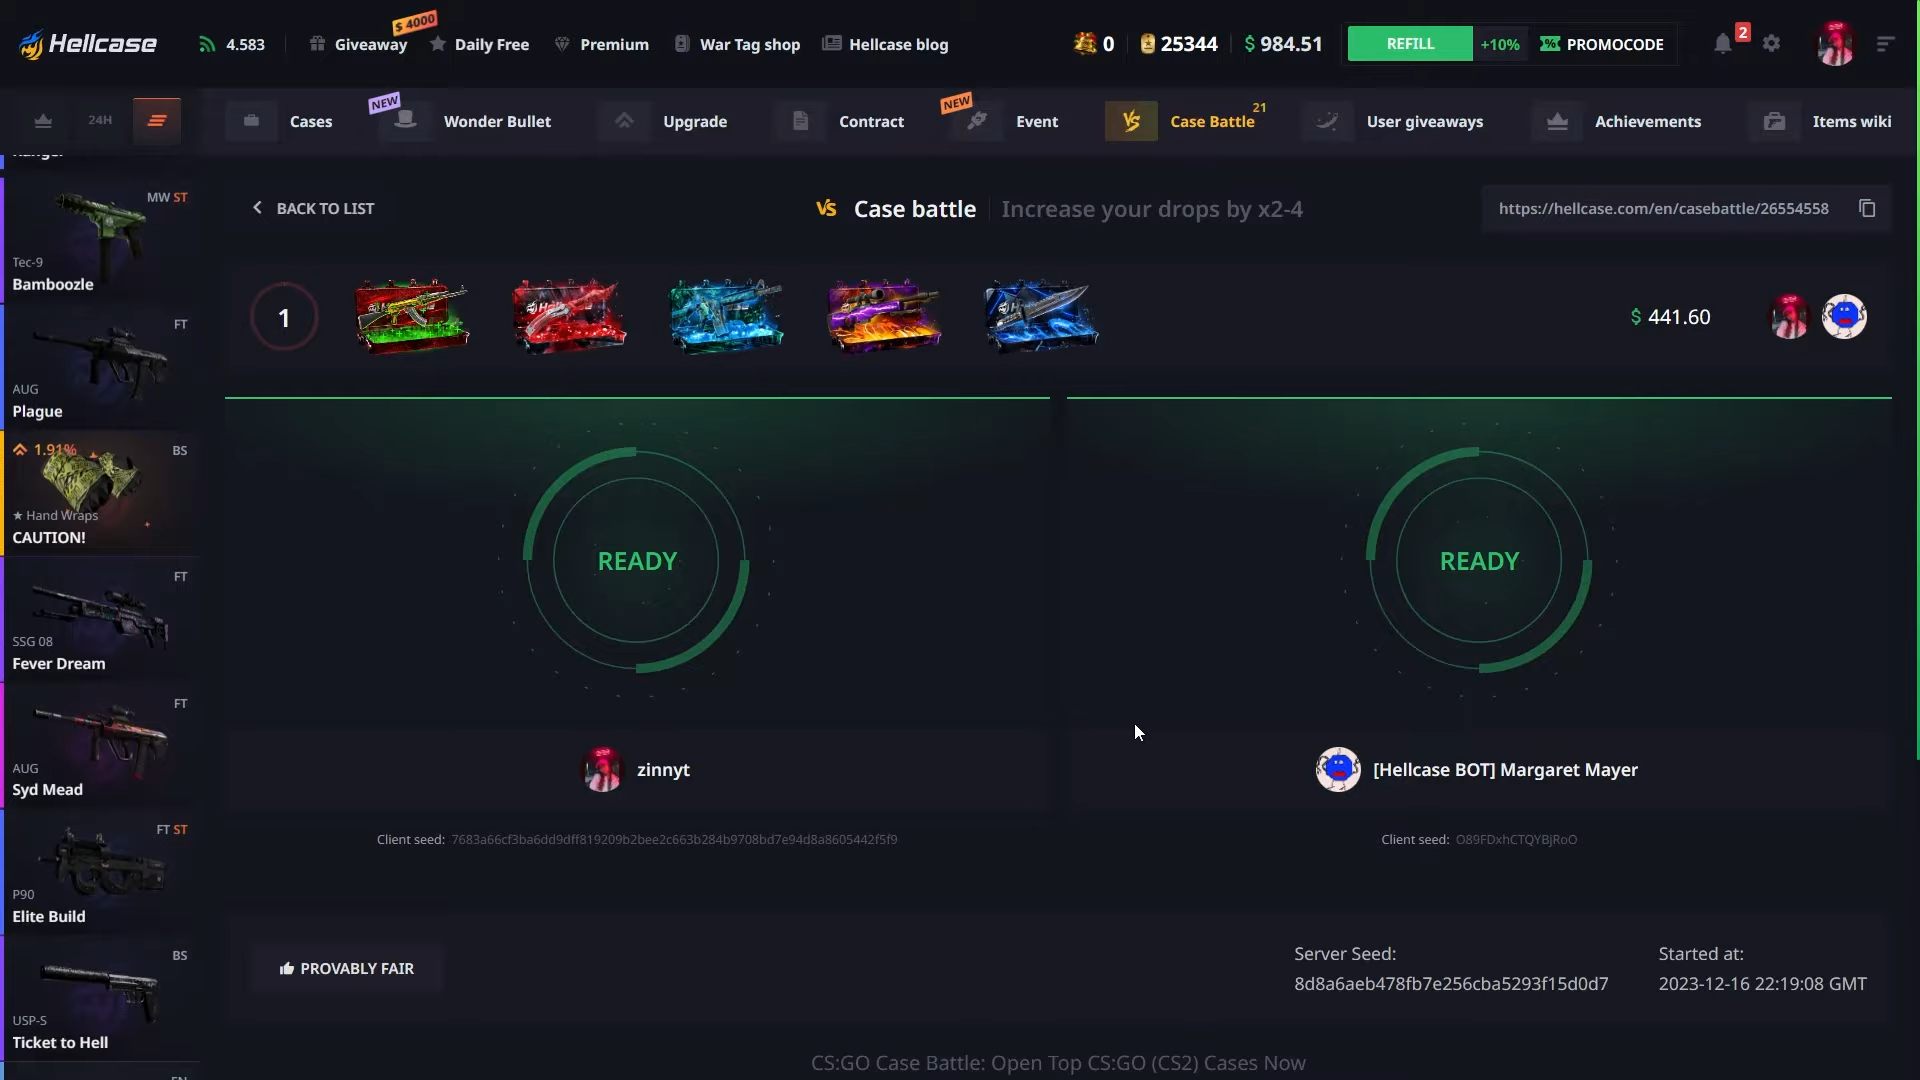 Hellcase
4.583
$ 4000
Giveaway
Daily Free
Premium
War Tag shop
Hellcase blog
0
25344
$ 984.51
REFILL
+10%
PROMOCODE
2
24H
Cases
NEW
Wonder Bullet
Upgrade
Contract
NEW
Event
VS
Case Battle
21
User giveaways
Achievements
Items wiki
MW ST
Tec-9
Bamboozle
FT
AUG
Plague
1.91%
BS
★ Hand Wraps
CAUTION!
FT
SSG 08
Fever Dream
FT
AUG
Syd Mead
FT ST
P90
Elite Build
BS
USP-S
Ticket to Hell
BACK TO LIST
VS Case battle
Increase your drops by x2-4
https://hellcase.com/en/casebattle/26554558
1
$ 441.60
READY
READY
zinnyt
[Hellcase BOT] Margaret Mayer
Client seed: 7683a66cf3ba6dd9dff819209b2bee2c663b284b9708bd7e94d8a8605442f5f9
Client seed: O89FDxhCTQYBjRoO
PROVABLY FAIR
Server Seed:
8d8a6aeb478fb7e256cba5293f15d0d7
Started at:
2023-12-16 22:19:08 GMT
CS:GO Case Battle: Open Top CS:GO (CS2) Cases Now